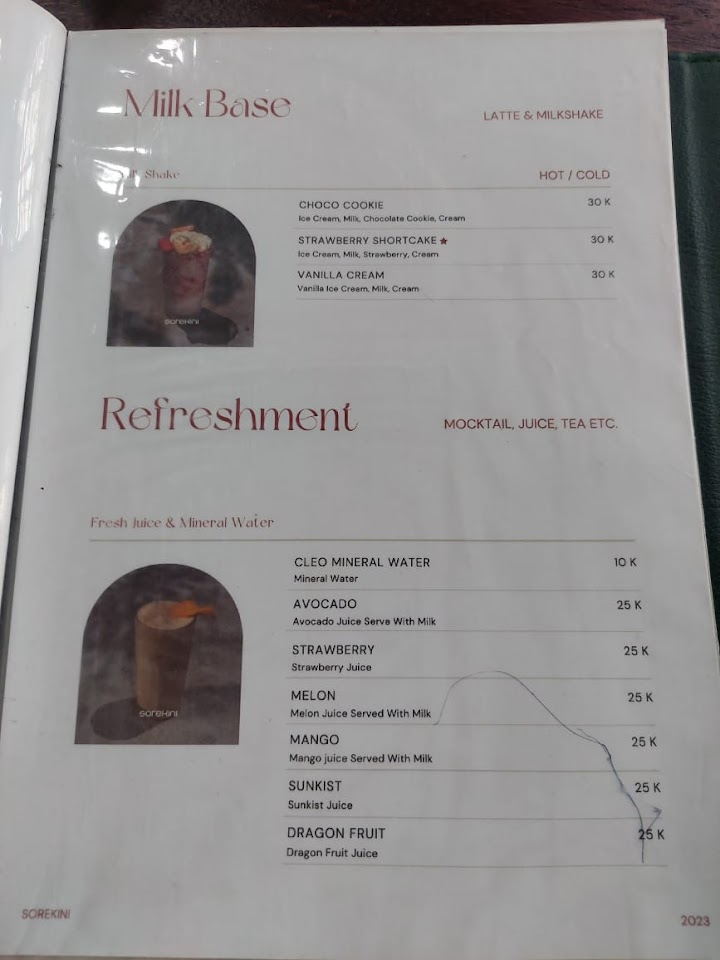 Milk Base
LATTE & MILKSHAKE
Milk Shake
HOT / COLD
CHOCO COOKIE 30 K
Ice Cream, Milk, Chocolate Cookie, Cream
STRAWBERRY SHORTCAKE ★ 30 K
Ice Cream, Milk, Strawberry, Cream
VANILLA CREAM 30 K
Vanilla Ice Cream, Milk, Cream
SOREKINI
Refreshment
MOCKTAIL, JUICE, TEA ETC.
Fresh Juice & Mineral Water
CLEO MINERAL WATER 10 K
Mineral Water
AVOCADO 25 K
Avocado Juice Serve With Milk
STRAWBERRY 25 K
Strawberry Juice
MELON 25 K
Melon Juice Served With Milk
MANGO 25 K
Mango juice Served With Milk
SUNKIST 25 K
Sunkist Juice
DRAGON FRUIT 25 K
Dragon Fruit Juice
SOREKINI
SOREKINI
2023